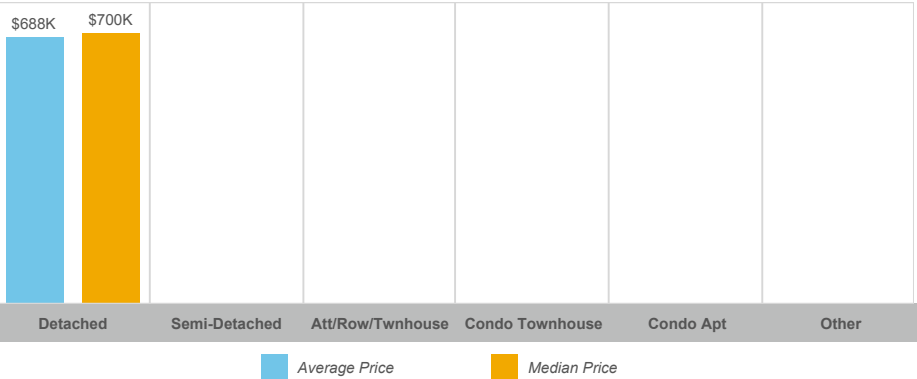 $688K $700K
Detached Semi-Detached Att/Row/Twnhouse Condo Townhouse Condo Apt Other
Average Price Median Price